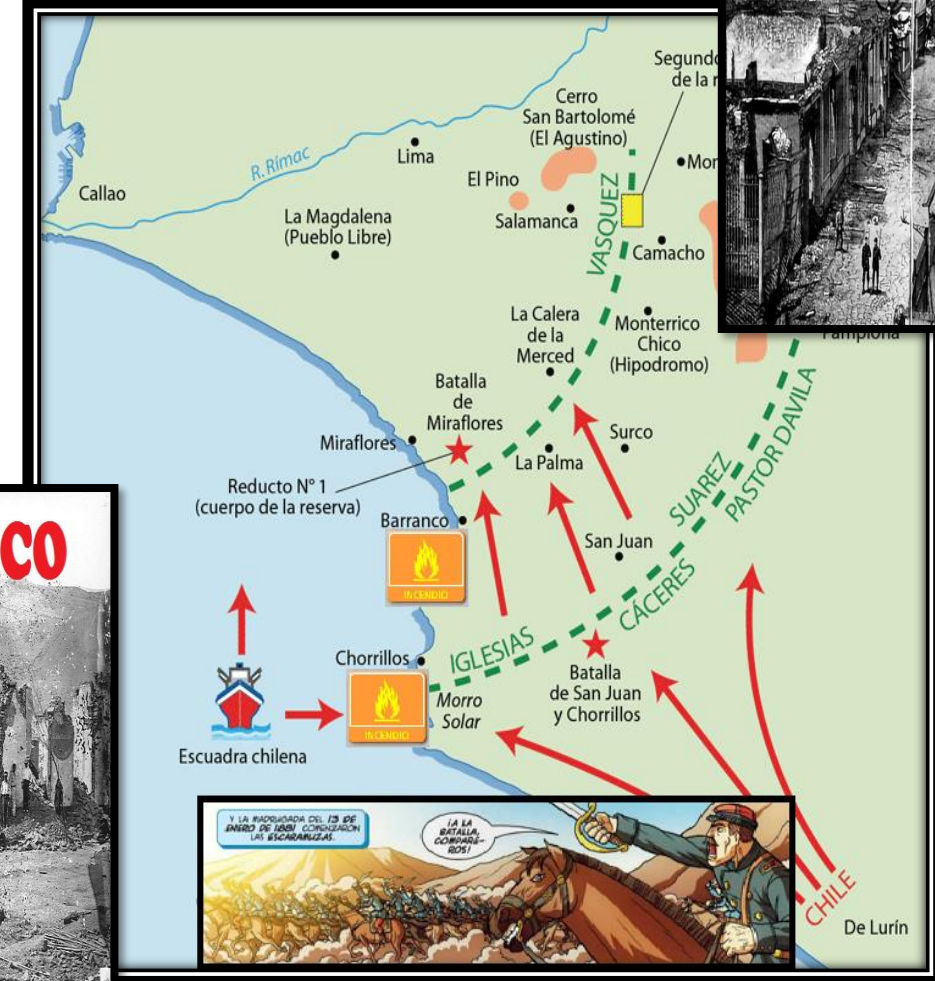 Segundo
de la
Cerro
San Bartolomé
(El Agustino)
R. Rímac
Lima
El Pino
Callao
Salamanca
VASQUEZ
La Magdalena
(Pueblo Libre)
Camacho
La Calera
de la
Merced
Monterrico
Chico
(Hipodromo)
Pamplona
Batalla
de
Miraflores
Miraflores
Surco
La Palma
SUAREZ
PASTOR DAVILA
Reducto N° 1
(cuerpo de la reserva)
Barranco
CO
San Juan
INCENDIO
CÁCERES
IGLESIAS
Chorrillos
Batalla
de San Juan
y Chorrillos
Morro
Solar
INCENDIO
Escuadra chilena
Y LA MADRUGADA DEL 13 DE
ENERO DE 1881 COMENZARON
LAS ESCARAMUZAS.
¡A LA
BATALLA,
COMPAÑE-
ROS!
CHILE
De Lurín